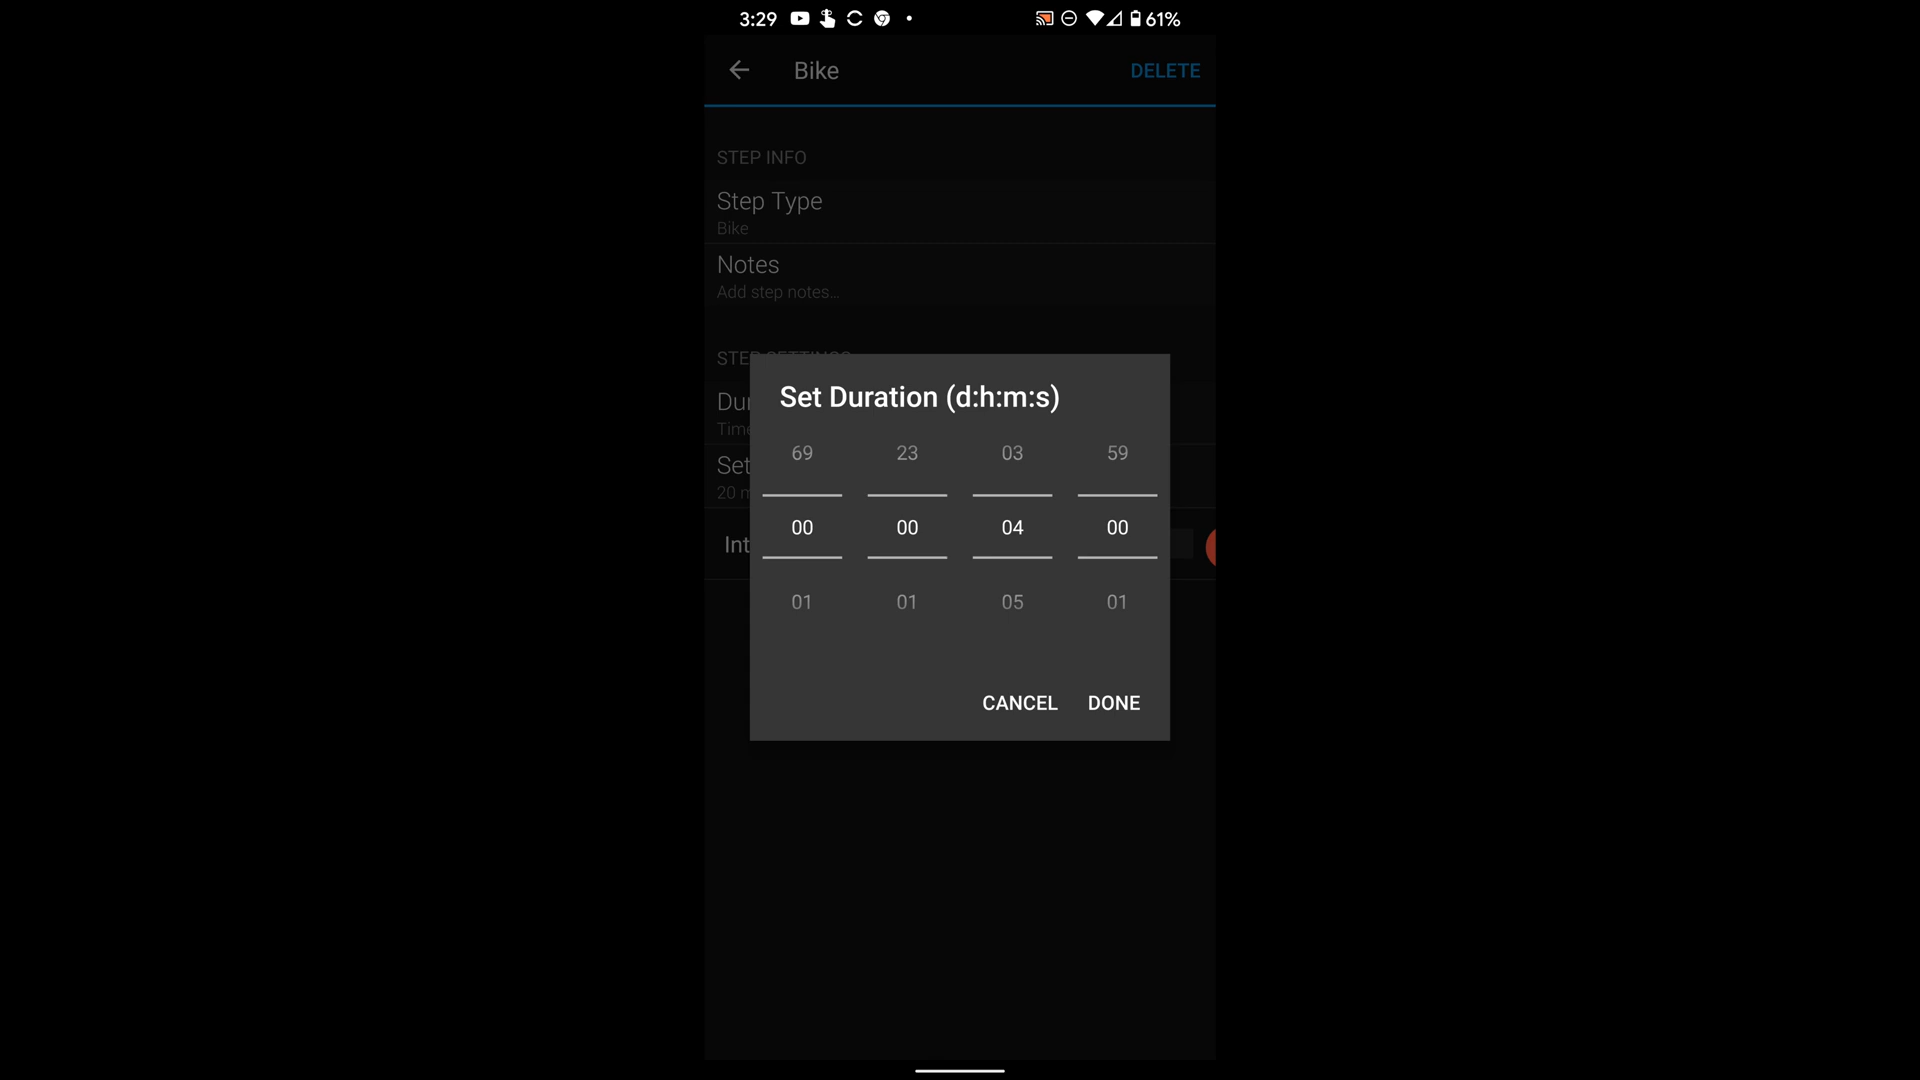 3:29 61%
Bike DELETE
STEP INFO
Step Type
Bike
Notes
Add step notes...
Set Duration (d:h:m:s)
69 23 03 59
00 00 04 00
01 01 05 01
CANCEL DONE